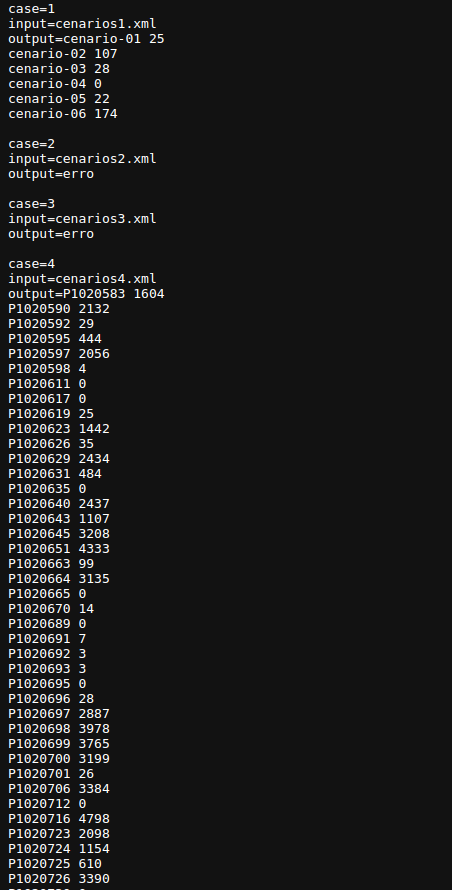 case=1
input=cenarios1.xml
output=cenario-01 25
cenario-02 107
cenario-03 28
cenario-04 0
cenario-05 22
cenario-06 174

case=2
input=cenarios2.xml
output=erro

case=3
input=cenarios3.xml
output=erro

case=4
input=cenarios4.xml
output=P1020583 1604
P1020590 2132
P1020592 29
P1020595 444
P1020597 2056
P1020598 4
P1020611 0
P1020617 0
P1020619 25
P1020623 1442
P1020626 35
P1020629 2434
P1020631 484
P1020635 0
P1020640 2437
P1020643 1107
P1020645 3208
P1020651 4333
P1020663 99
P1020664 3135
P1020665 0
P1020670 14
P1020689 0
P1020691 7
P1020692 3
P1020693 3
P1020695 0
P1020696 28
P1020697 2887
P1020698 3978
P1020699 3765
P1020700 3199
P1020701 26
P1020706 3384
P1020712 0
P1020716 4798
P1020723 2098
P1020724 1154
P1020725 610
P1020726 3390